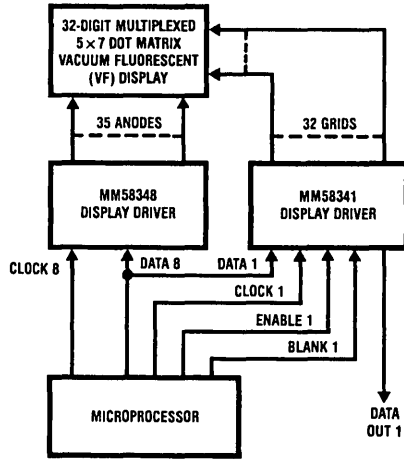 32-DIGIT MULTIPLEXED
5 × 7 DOT MATRIX
VACUUM FLUORESCENT
(VF) DISPLAY
35 ANODES
32 GRIDS
MM58348
DISPLAY DRIVER
MM58341
DISPLAY DRIVER
CLOCK 8
DATA 8
DATA 1
CLOCK 1
ENABLE 1
BLANK 1
MICROPROCESSOR
DATA
OUT 1